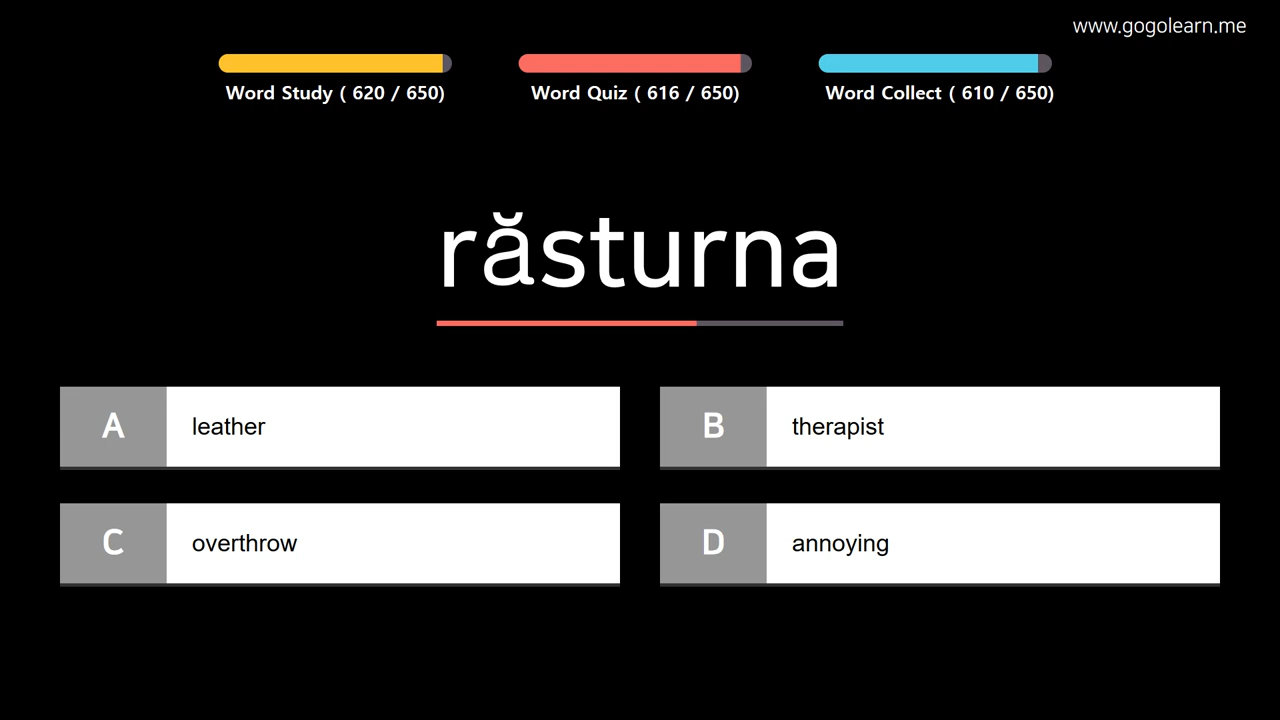 www.gogolearn.me
Word Study ( 620 / 650)
Word Quiz ( 616 / 650)
Word Collect ( 610 / 650)
răsturna
A leather
B therapist
C overthrow
D annoying